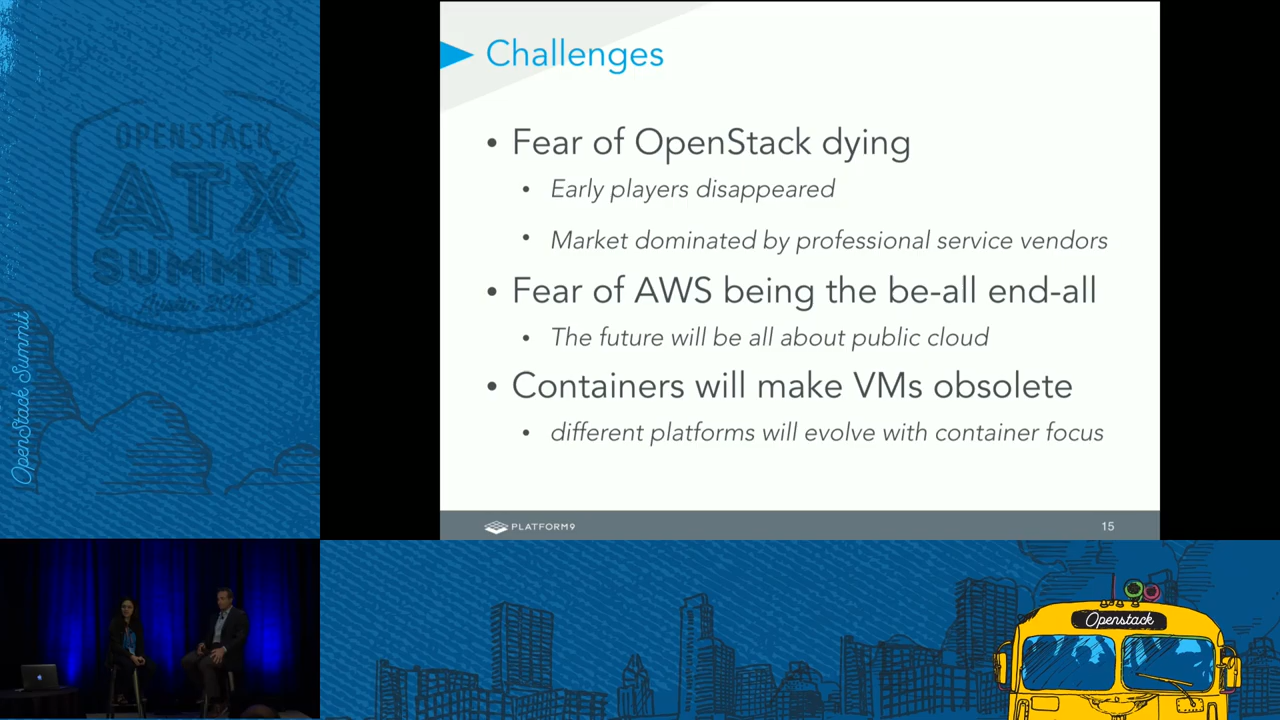 OPENSTACK
ATX
SUMMIT
OpenStack Summit
Challenges
• Fear of OpenStack dying
• Early players disappeared
• Market dominated by professional service vendors
• Fear of AWS being the be-all end-all
• The future will be all about public cloud
• Containers will make VMs obsolete
• different platforms will evolve with container focus
PLATFORM9
15
Openstack